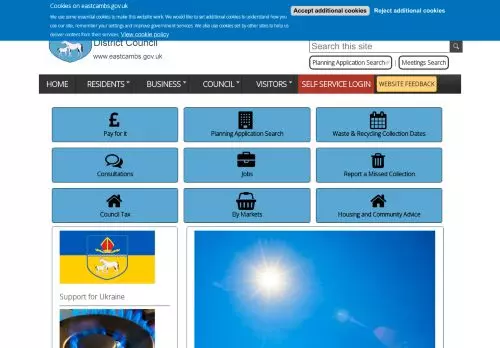 Cookies on eastcambs.gov.uk
We use some essential cookies to make this website work. We would like to set additional cookies to understand how you
use our site, remember your settings and improve government services. We also use cookies set by other sites to help us
deliver content from their services. View cookie policy
Accept additional cookies
Reject additional cookies
District Council
www.eastcambs.gov.uk
Search this site
Planning Application Search
Meetings Search
HOME
RESIDENTS
BUSINESS
COUNCIL
VISITORS
SELF SERVICE LOGIN
WEBSITE FEEDBACK
Pay for it
Planning Application Search
Waste & Recycling Collection Dates
Consultations
Jobs
Report a Missed Collection
Council Tax
Ely Markets
Housing and Community Advice
Support for Ukraine